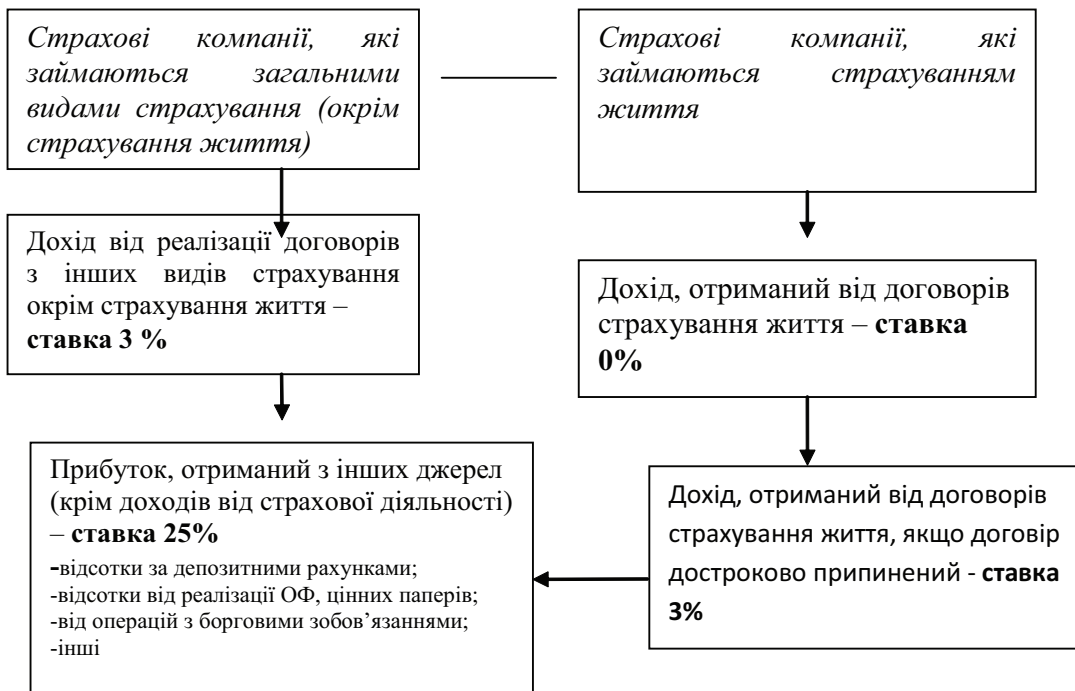 Страхові компанії, які
займаються загальними
видами страхування (окрім
страхування життя)
Страхові компанії, які
займаються страхуванням
життя
Дохід від реалізації договорів
з інших видів страхування
окрім страхування життя –
ставка 3 %
Дохід, отриманий від договорів
страхування життя – ставка
0%
Прибуток, отриманий з інших джерел
(крім доходів від страхової діяльності)
– ставка 25%
-відсотки за депозитними рахунками;
-відсотки від реалізації ОФ, цінних паперів;
-від операцій з борговими зобов’язаннями;
-інші
Дохід, отриманий від договорів
страхування життя, якщо договір
достроково припинений - ставка
3%